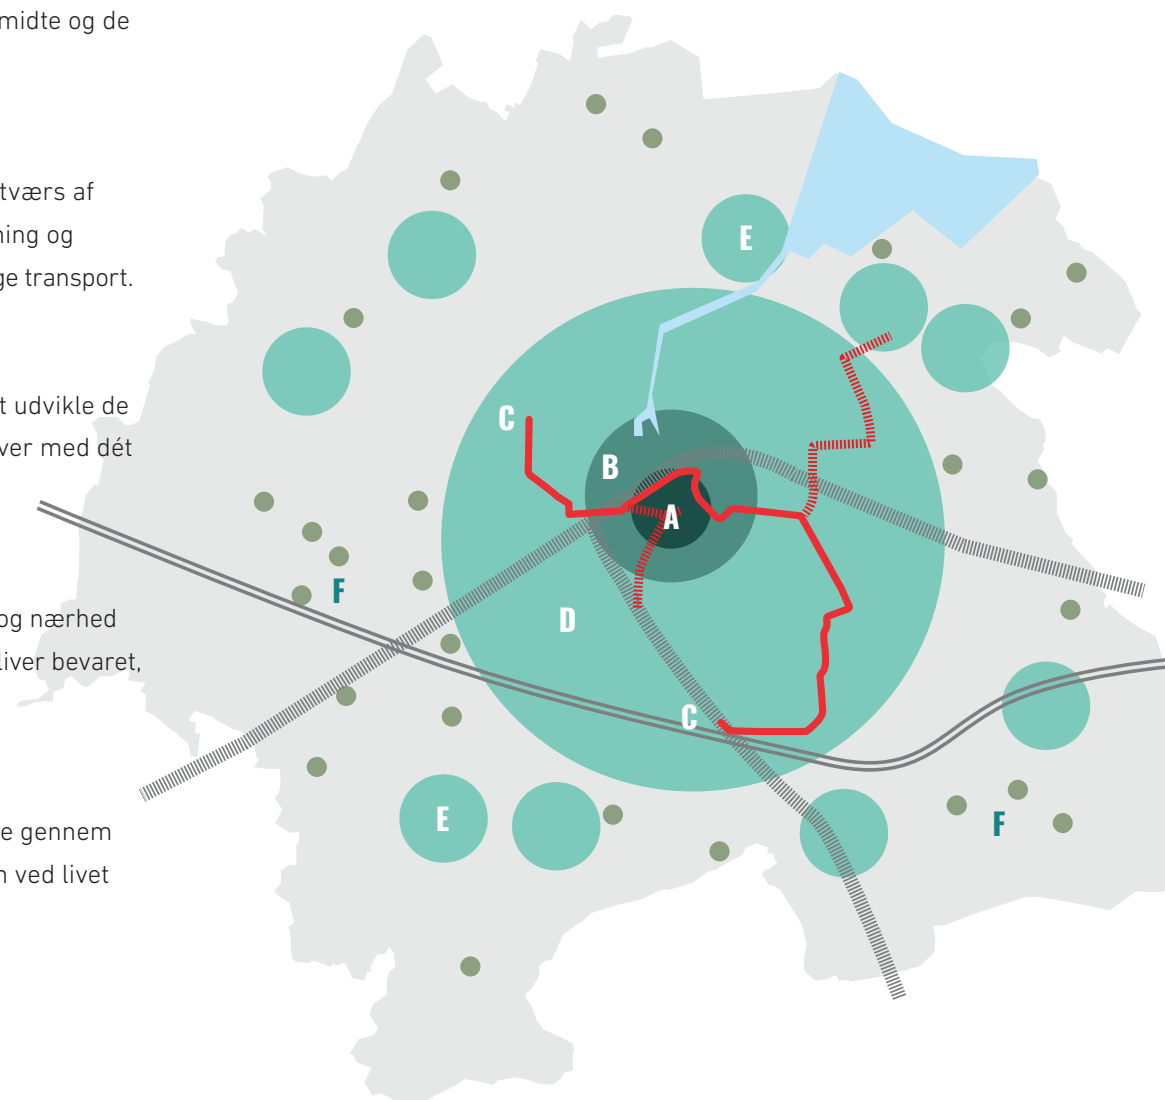 midte og de
tværs af
ning og
ge transport.
t udvikle de
ver med dét
og nærhed
liver bevaret,
e gennem
n ved livet
E
C
B
A
F
D
C
E
F